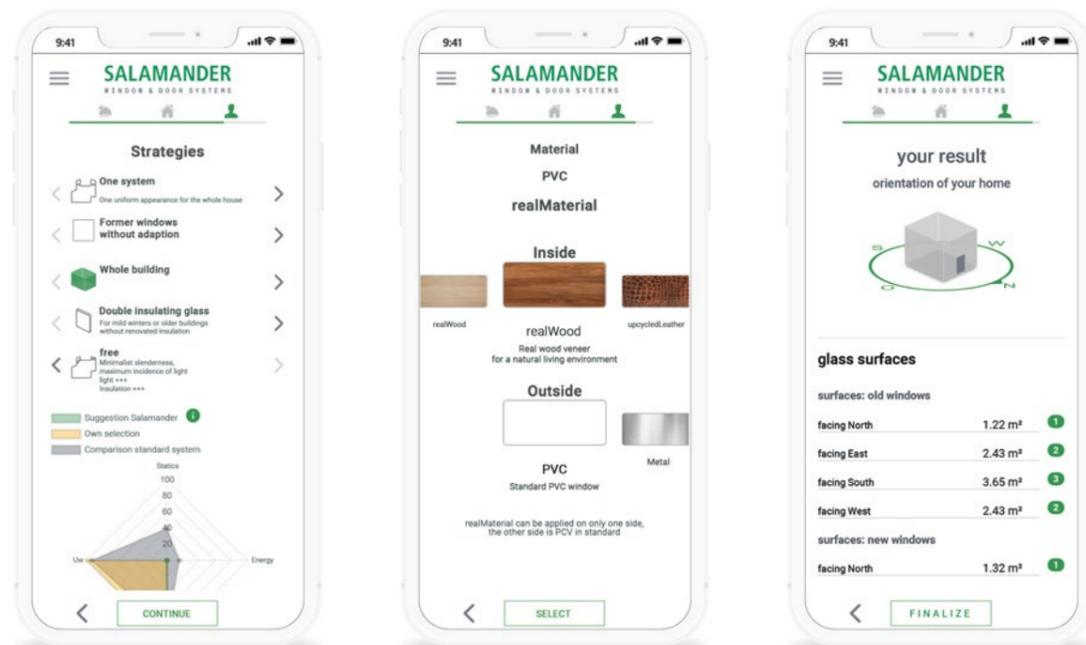 9:41
SALAMANDER
WINDOW & DOOR SYSTEMS
Strategies
One system
One uniform appearance for the whole house
Former windows
without adaption
Whole building
Double insulating glass
For mild winters or older buildings
without renovated insulation
free
Minimalist slenderness,
maximum incidence of light
light +++
Insulation +++
Suggestion Salamander i
Own selection
Comparison standard system
Statics
100
80
60
40
20
Uw
Energy
CONTINUE
9:41
SALAMANDER
WINDOW & DOOR SYSTEMS
Material
PVC
realMaterial
Inside
realWood
realWood
upcycledLeather
Real wood veneer
for a natural living environment
Outside
PVC
Metal
Standard PVC window
realMaterial can be applied on only one side,
the other side is PCV in standard
SELECT
9:41
SALAMANDER
WINDOW & DOOR SYSTEMS
your result
orientation of your home
S W
O N
glass surfaces
surfaces: old windows
facing North 1.22 m² 1
facing East 2.43 m² 2
facing South 3.65 m² 3
facing West 2.43 m² 2
surfaces: new windows
facing North 1.32 m² 1
FINALIZE